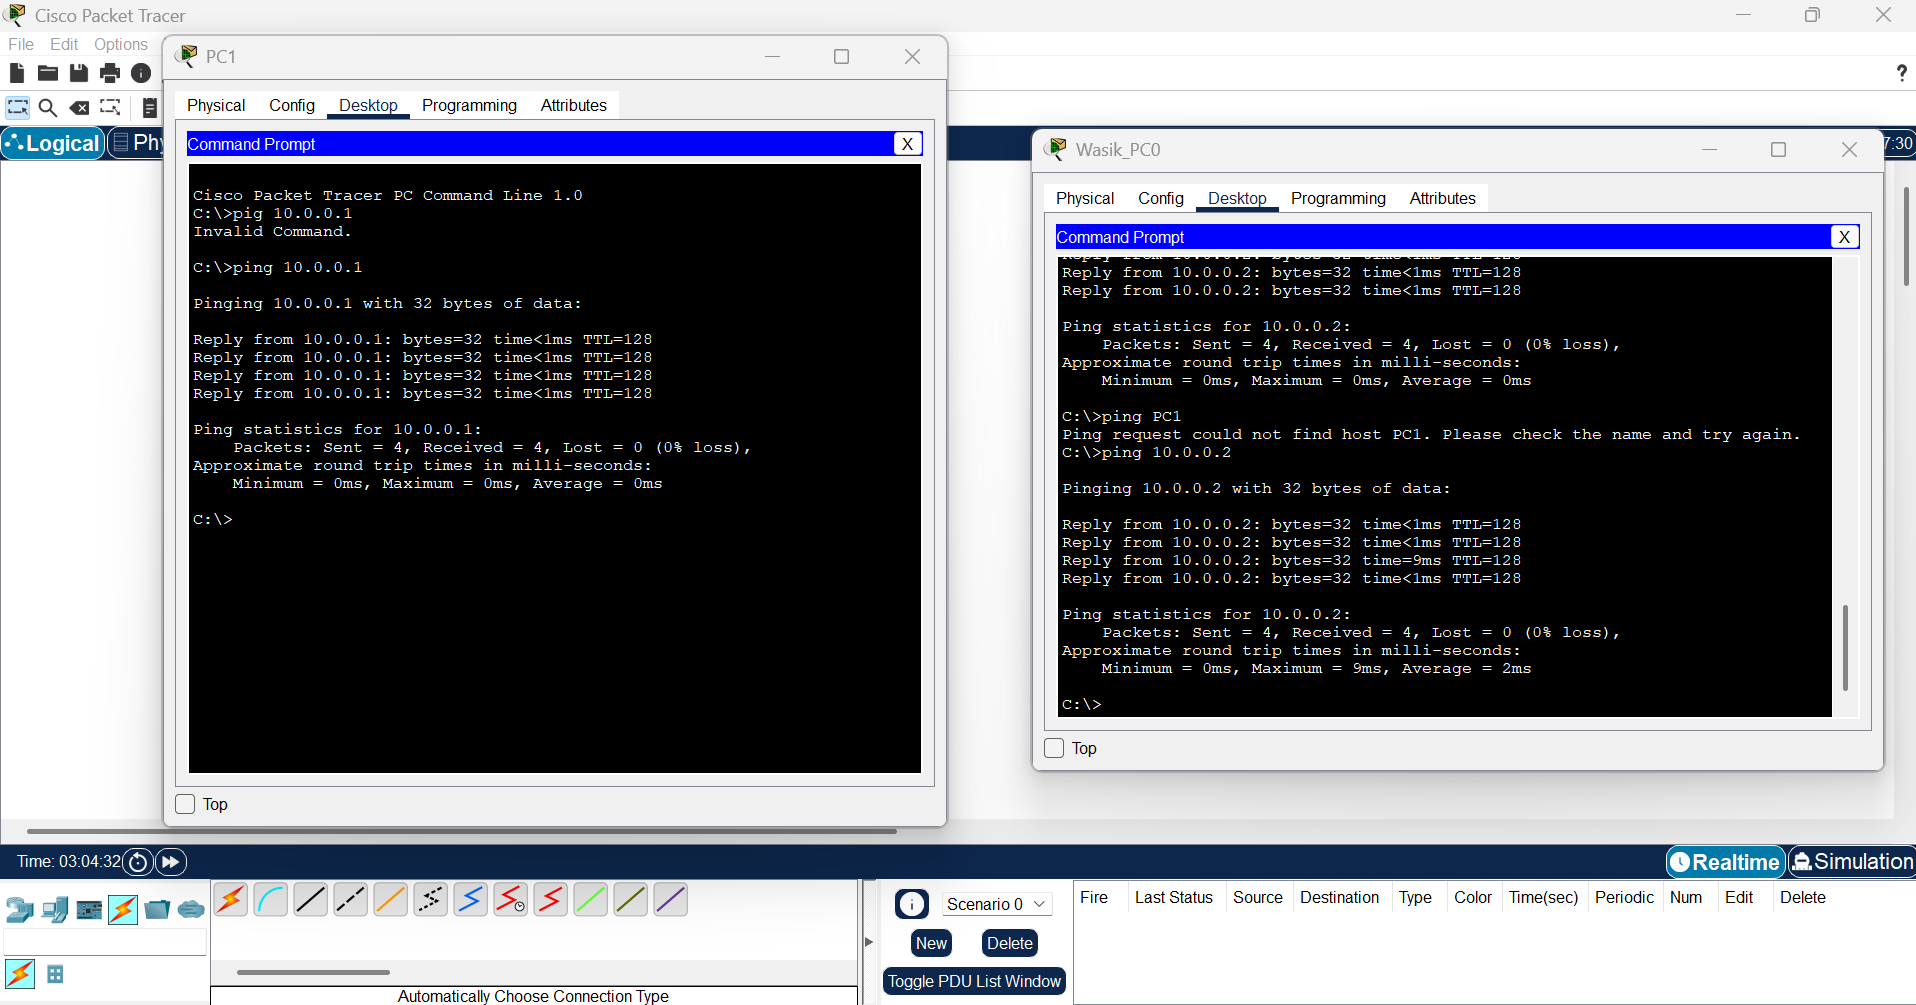 Cisco Packet Tracer
File Edit Options
?
Logical Phy
7:30
PC1
Physical Config Desktop Programming Attributes
Command Prompt X
Cisco Packet Tracer PC Command Line 1.0
C:\>pig 10.0.0.1
Invalid Command.
C:\>ping 10.0.0.1
Pinging 10.0.0.1 with 32 bytes of data:
Reply from 10.0.0.1: bytes=32 time<1ms TTL=128
Reply from 10.0.0.1: bytes=32 time<1ms TTL=128
Reply from 10.0.0.1: bytes=32 time<1ms TTL=128
Reply from 10.0.0.1: bytes=32 time<1ms TTL=128
Ping statistics for 10.0.0.1:
Packets: Sent = 4, Received = 4, Lost = 0 (0% loss),
Approximate round trip times in milli-seconds:
Minimum = 0ms, Maximum = 0ms, Average = 0ms
C:\>
Top
Wasik_PC0
Physical Config Desktop Programming Attributes
Command Prompt X
Reply from 10.0.0.2: bytes=32 time<1ms TTL=128
Reply from 10.0.0.2: bytes=32 time<1ms TTL=128
Ping statistics for 10.0.0.2:
Packets: Sent = 4, Received = 4, Lost = 0 (0% loss),
Approximate round trip times in milli-seconds:
Minimum = 0ms, Maximum = 0ms, Average = 0ms
C:\>ping PC1
Ping request could not find host PC1. Please check the name and try again.
C:\>ping 10.0.0.2
Pinging 10.0.0.2 with 32 bytes of data:
Reply from 10.0.0.2: bytes=32 time<1ms TTL=128
Reply from 10.0.0.2: bytes=32 time<1ms TTL=128
Reply from 10.0.0.2: bytes=32 time=9ms TTL=128
Reply from 10.0.0.2: bytes=32 time<1ms TTL=128
Ping statistics for 10.0.0.2:
Packets: Sent = 4, Received = 4, Lost = 0 (0% loss),
Approximate round trip times in milli-seconds:
Minimum = 0ms, Maximum = 9ms, Average = 2ms
C:\>
Top
Time: 03:04:32
Realtime Simulation
Scenario 0
New Delete
Toggle PDU List Window
Fire Last Status Source Destination Type Color Time(sec) Periodic Num Edit Delete
Automatically Choose Connection Type